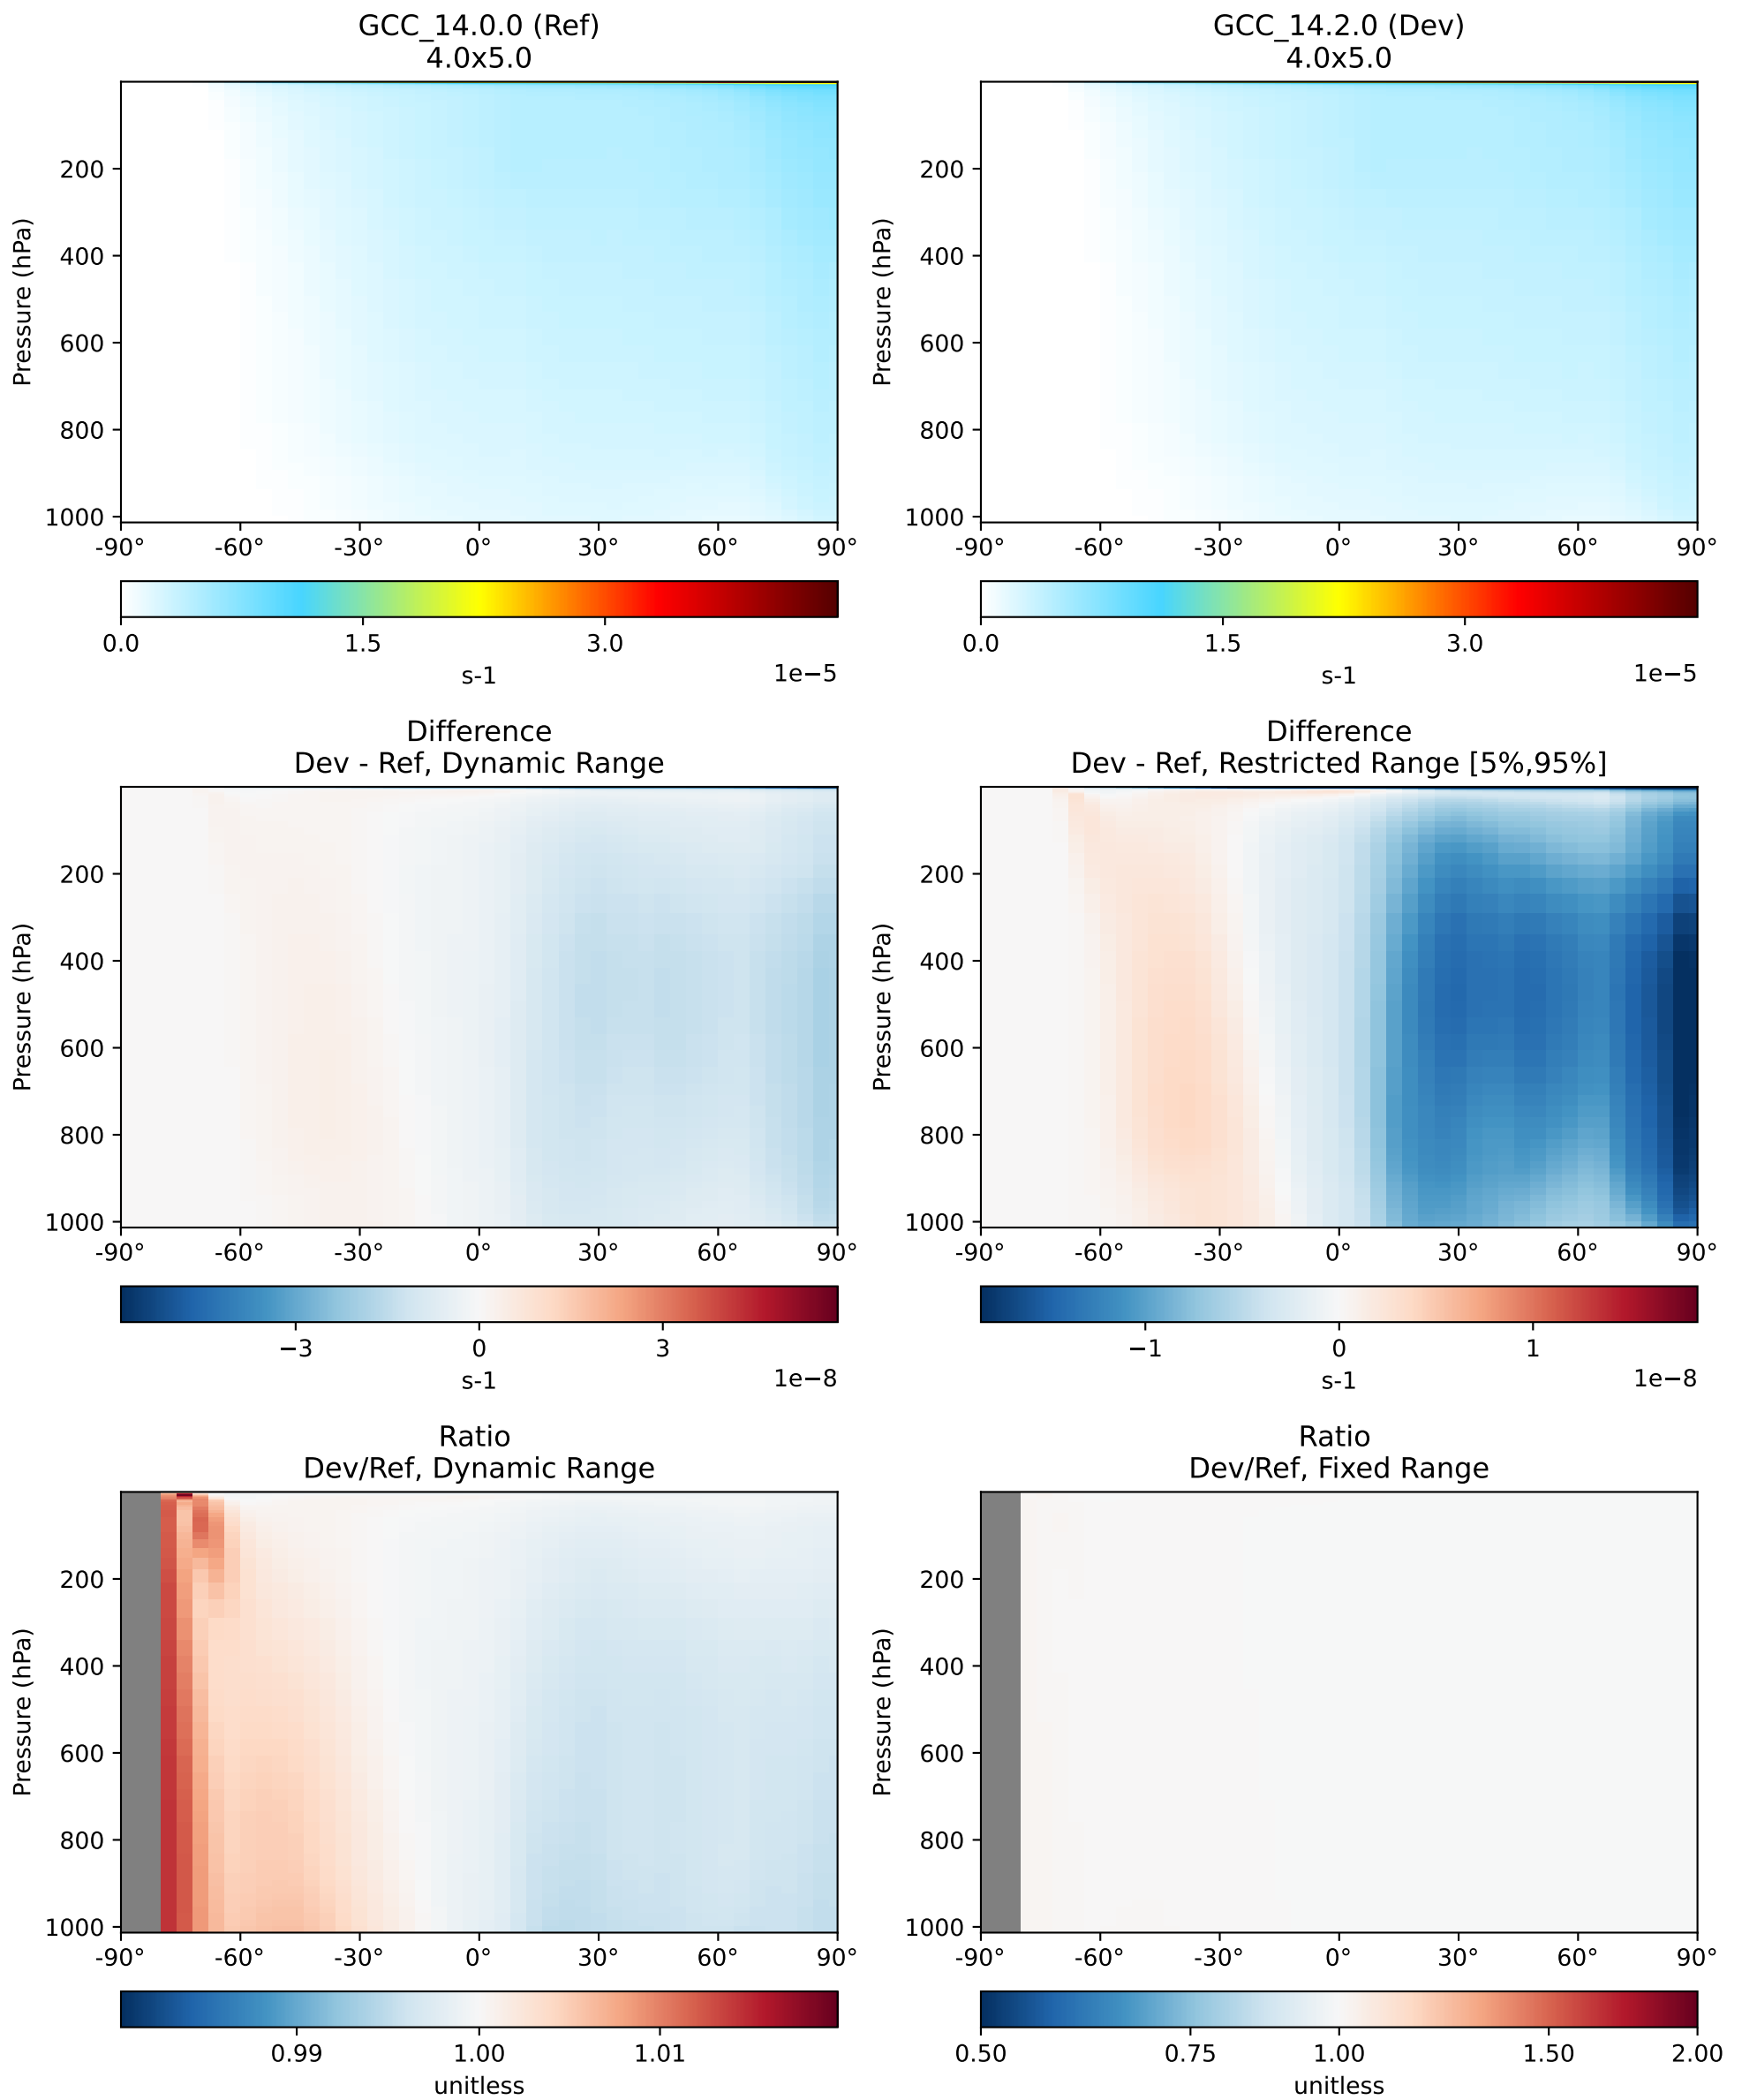 GCC_14.0.0 (Ref)
4.0x5.0
GCC_14.2.0 (Dev)
4.0x5.0
Pressure (hPa)
200
400
600
800
1000
-90° -60° -30° 0° 30° 60° 90°
0.0 1.5 3.0
s-1
1e−5
Pressure (hPa)
200
400
600
800
1000
-90° -60° -30° 0° 30° 60° 90°
0.0 1.5 3.0
s-1
1e−5
Difference
Dev - Ref, Dynamic Range
Pressure (hPa)
200
400
600
800
1000
-90° -60° -30° 0° 30° 60° 90°
−3 0 3
s-1
1e−8
Difference
Dev - Ref, Restricted Range [5%,95%]
Pressure (hPa)
200
400
600
800
1000
-90° -60° -30° 0° 30° 60° 90°
−1 0 1
s-1
1e−8
Ratio
Dev/Ref, Dynamic Range
Pressure (hPa)
200
400
600
800
1000
-90° -60° -30° 0° 30° 60° 90°
0.99 1.00 1.01
unitless
Ratio
Dev/Ref, Fixed Range
Pressure (hPa)
200
400
600
800
1000
-90° -60° -30° 0° 30° 60° 90°
0.50 0.75 1.00 1.50 2.00
unitless